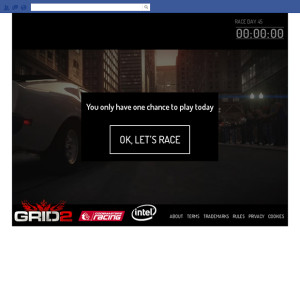 RACE DAY 45
00:00:00
You only have one chance to play today
OK, LET'S RACE
GRID2
racing
intel
ABOUT TERMS TRADEMARKS RULES PRIVACY COOKIES